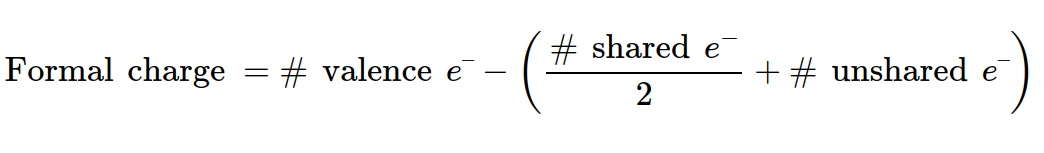 Formal charge = # valence e⁻ − (# shared e⁻ / 2 + # unshared e⁻)